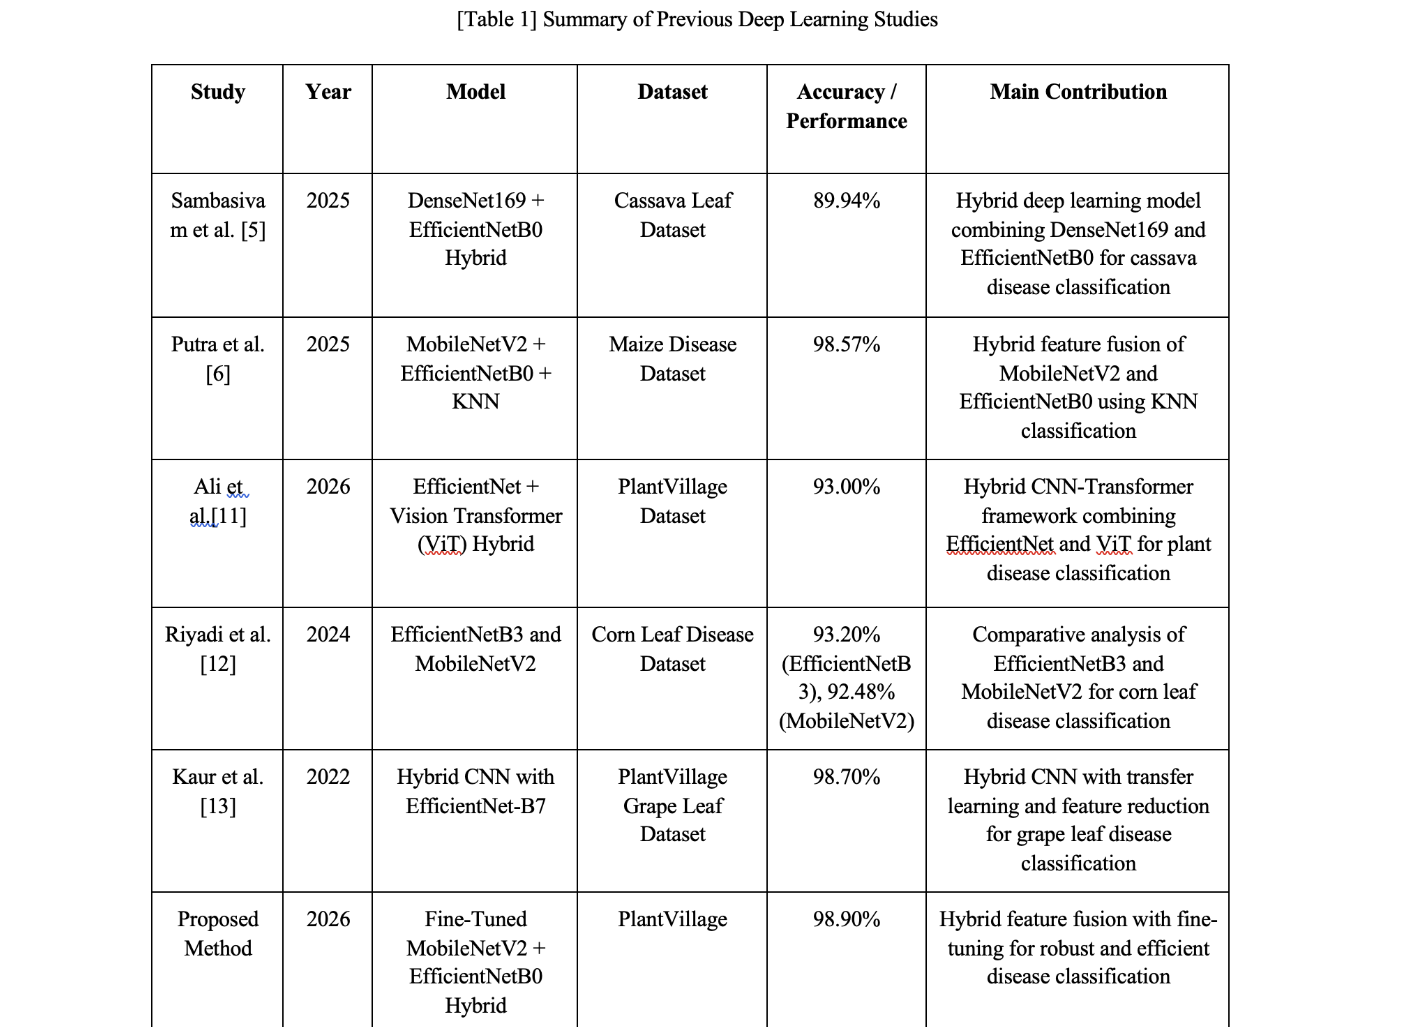 [Table 1] Summary of Previous Deep Learning Studies
Study Year Model Dataset Accuracy / Performance Main Contribution
Sambasiva
m et al. [5]
2025
DenseNet169 +
EfficientNetB0
Hybrid
Cassava Leaf
Dataset
89.94%
Hybrid deep learning model
combining DenseNet169 and
EfficientNetB0 for cassava
disease classification
Putra et al.
[6]
2025
MobileNetV2 +
EfficientNetB0 +
KNN
Maize Disease
Dataset
98.57%
Hybrid feature fusion of
MobileNetV2 and
EfficientNetB0 using KNN
classification
Ali et
al.[11]
2026
EfficientNet +
Vision Transformer
(ViT) Hybrid
PlantVillage
Dataset
93.00%
Hybrid CNN-Transformer
framework combining
EfficientNet and ViT for plant
disease classification
Riyadi et al.
[12]
2024
EfficientNetB3 and
MobileNetV2
Corn Leaf Disease
Dataset
93.20%
(EfficientNetB
3), 92.48%
(MobileNetV2)
Comparative analysis of
EfficientNetB3 and
MobileNetV2 for corn leaf
disease classification
Kaur et al.
[13]
2022
Hybrid CNN with
EfficientNet-B7
PlantVillage
Grape Leaf
Dataset
98.70%
Hybrid CNN with transfer
learning and feature reduction
for grape leaf disease
classification
Proposed
Method
2026
Fine-Tuned
MobileNetV2 +
EfficientNetB0
Hybrid
PlantVillage
98.90%
Hybrid feature fusion with fine-
tuning for robust and efficient
disease classification